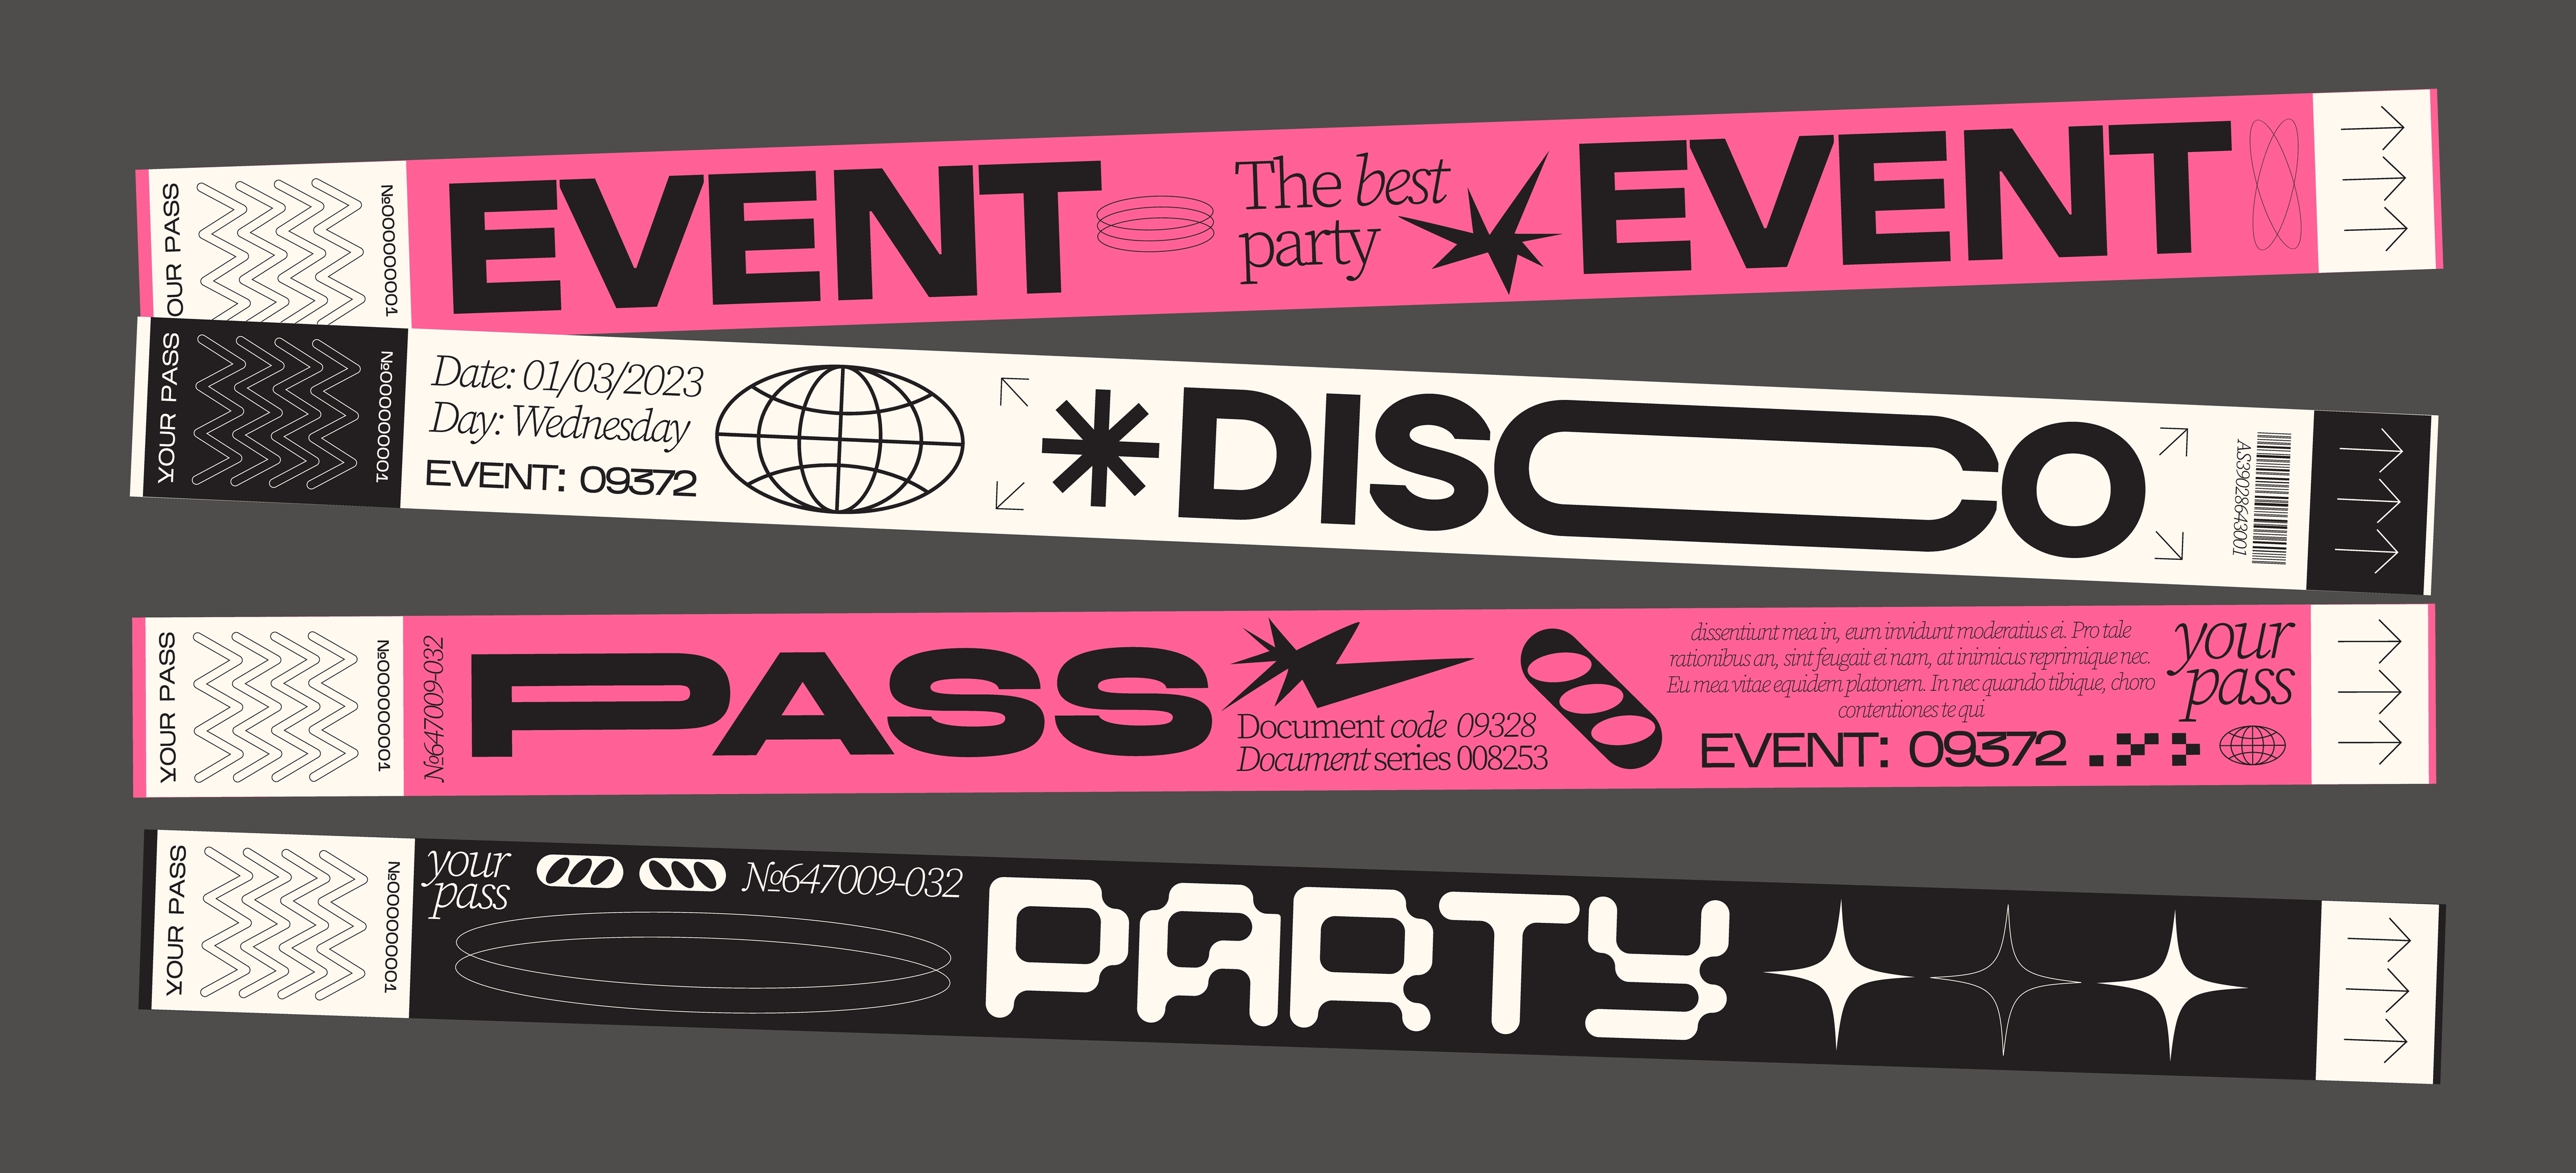 YOUR PASS
№000000001
EVENT
The best
party
EVENT
YOUR PASS
№000000001
Date: 01/03/2023
Day: Wednesday
EVENT: 09372
DISCO
AS39028643001
YOUR PASS
№000000001
№647009-032
PASS
Document code 09328
Document series 008253
dissentiunt mea in, eum invidunt moderatius ei. Pro tale
rationibus an, sint feugait ei nam, at inimicus reprimique nec.
Eu mea vitae equidem platonem. In nec quando tibique, choro
contentiones te qui
EVENT: 09372
your
pass
YOUR PASS
№000000001
your
pass
№647009-032
PARTY